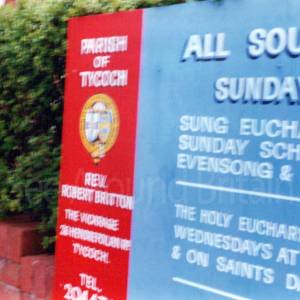 PARISH
OF
TYCOCH
REV.
ROBERT BRITTON
THE VICARAGE
TYCOCH.
TEL.
ALL SOU
SUNDAY
SUNG EUCH
SUNDAY SCH
EVENSONG &
THE HOLY EUCHAR
WEDNESDAYS AT
& ON SAINTS D